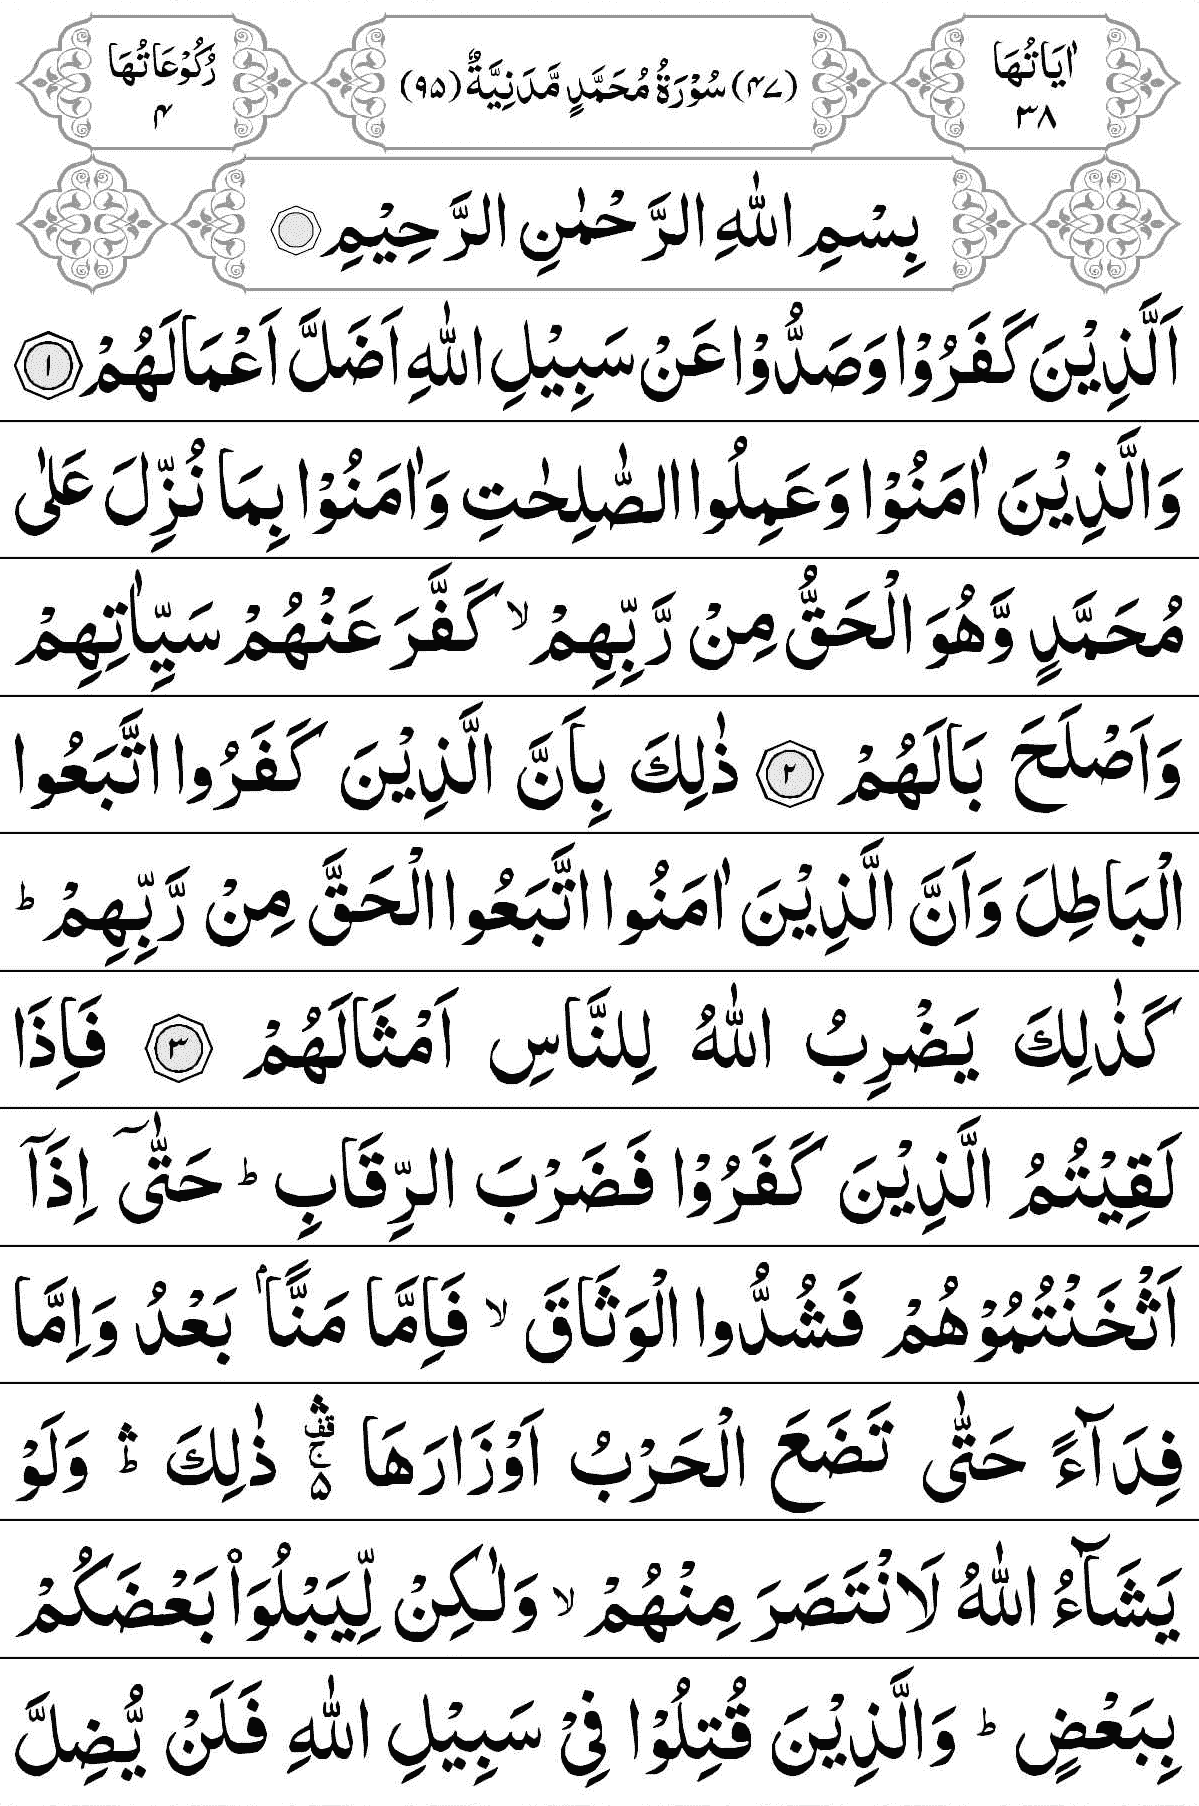 اٰیَاتُهَا
٣٨
(٤٧) سُوْرَةُ مُحَمَّدٍ مَّدَنِیَّةٌ (٩٥)
رُكُوْعَاتُهَا
٤
بِسْمِ اللّٰهِ الرَّحْمٰنِ الرَّحِیْمِ
اَلَّذِیْنَ كَفَرُوْا وَصَدُّوْا عَنْ سَبِیْلِ اللّٰهِ اَضَلَّ اَعْمَالَهُمْ ١
وَالَّذِیْنَ اٰمَنُوْا وَعَمِلُوا الصّٰلِحٰتِ وَاٰمَنُوْا بِمَا نُزِّلَ عَلٰی
مُحَمَّدٍ وَّهُوَ الْحَقُّ مِنْ رَّبِّهِمْ ۙ كَفَّرَ عَنْهُمْ سَیِّاٰتِهِمْ
وَاَصْلَحَ بَالَهُمْ ٢ ذٰلِكَ بِاَنَّ الَّذِیْنَ كَفَرُوا اتَّبَعُوا
الْبَاطِلَ وَاَنَّ الَّذِیْنَ اٰمَنُوا اتَّبَعُوا الْحَقَّ مِنْ رَّبِّهِمْ ؕ
كَذٰلِكَ یَضْرِبُ اللّٰهُ لِلنَّاسِ اَمْثَالَهُمْ ٣ فَاِذَا
لَقِیْتُمُ الَّذِیْنَ كَفَرُوْا فَضَرْبَ الرِّقَابِ ؕ حَتّٰۤی اِذَاۤ
اَثْخَنْتُمُوْهُمْ فَشُدُّوا الْوَثَاقَ ۙ فَاِمَّا مَنًّۢا بَعْدُ وَاِمَّا
فِدَآءً حَتّٰی تَضَعَ الْحَرْبُ اَوْزَارَهَا ۛ۫ قف ج ۵ ذٰلِكَ ؕۛ وَلَوْ
یَشَآءُ اللّٰهُ لَانْتَصَرَ مِنْهُمْ ۙ وَلٰكِنْ لِّیَبْلُوَا۟ بَعْضَكُمْ
بِبَعْضٍ ؕ وَالَّذِیْنَ قُتِلُوْا فِیْ سَبِیْلِ اللّٰهِ فَلَنْ یُّضِلَّ